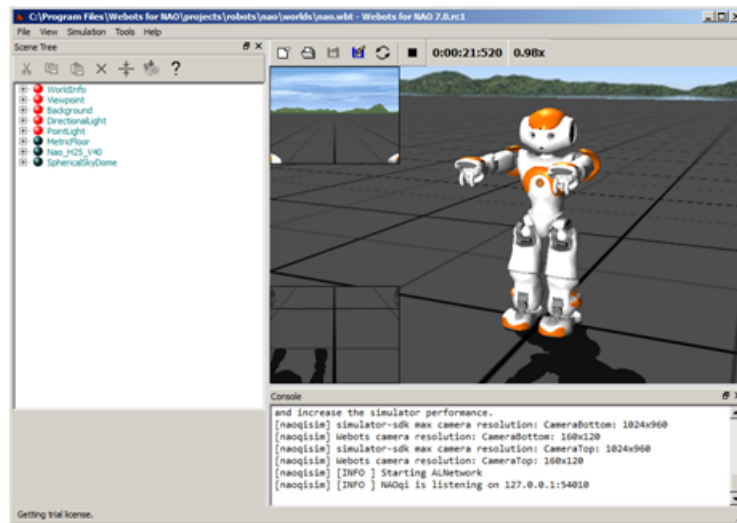 C:\Program Files\Webots for NAO\projects\robots\nao\worlds\nao.wbt - Webots for NAO 7.0.rc1
File View Simulation Tools Help
Scene Tree
0:00:21:520 0.98x
WorldInfo
Viewpoint
Background
DirectionalLight
PointLight
MetricFloor
Nao_H25_V40
SphericalSkyDome
Console
and increase the simulator performance.
[naoqisim] simulator-sdk max camera resolution: CameraBottom: 1024x960
[naoqisim] Webots camera resolution: CameraBottom: 160x120
[naoqisim] simulator-sdk max camera resolution: CameraTop: 1024x960
[naoqisim] Webots camera resolution: CameraTop: 160x120
[naoqisim] [INFO ] Starting ALNetwork
[naoqisim] [INFO ] NAOqi is listening on 127.0.0.1:54010
Getting trial license.